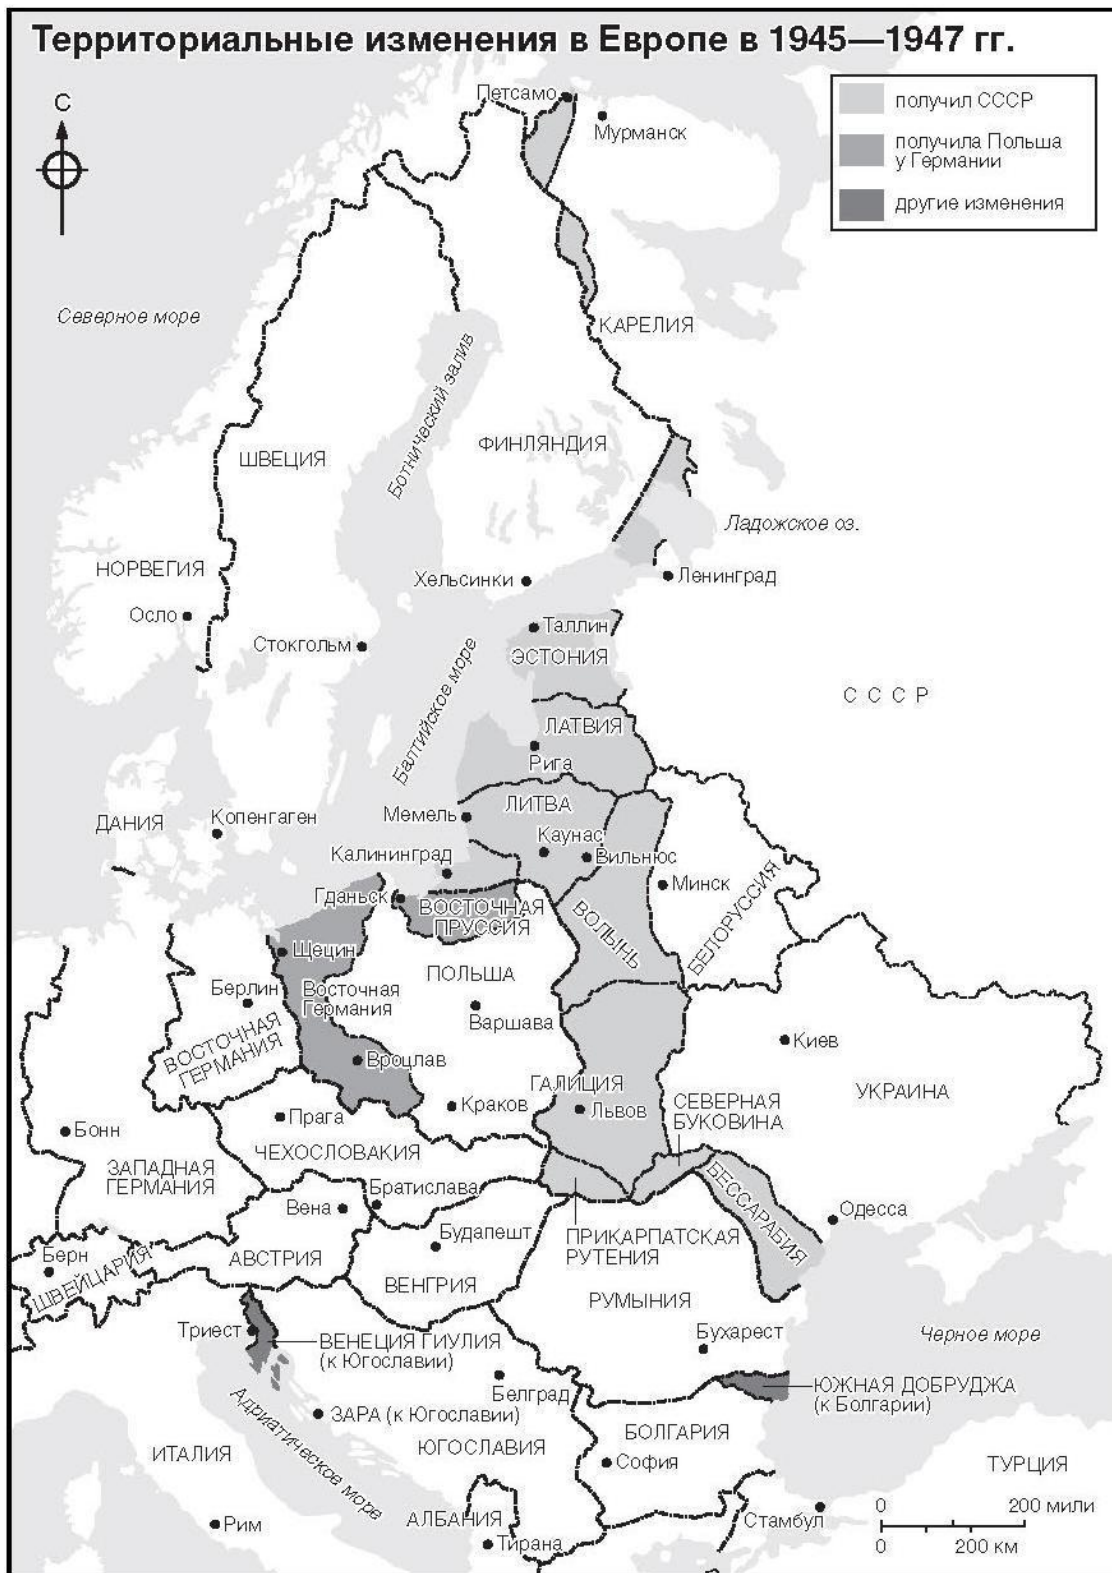 Территориальные изменения в Европе в 1945—1947 гг.
получил СССР
получила Польша
у Германии
другие изменения
С
Петсамо
Мурманск
Северное море
КАРЕЛИЯ
Ботнический залив
ШВЕЦИЯ
ФИНЛЯНДИЯ
Ладожское оз.
НОРВЕГИЯ
Хельсинки
Ленинград
Осло
Стокгольм
Таллин
ЭСТОНИЯ
Балтийское море
С С С Р
ЛАТВИЯ
Рига
ЛИТВА
Мемель
ДАНИЯ
Копенгаген
Каунас
Вильнюс
Калининград
Минск
Гданьск
ВОСТОЧНАЯ
ПРУССИЯ
ВОЛЫНЬ
БЕЛОРУССИЯ
Щецин
ПОЛЬША
Берлин
Восточная
Германия
Варшава
ВОСТОЧНАЯ
ГЕРМАНИЯ
Киев
Вроцлав
ГАЛИЦИЯ
УКРАИНА
Краков
Львов
СЕВЕРНАЯ
БУКОВИНА
Прага
Бонн
ЧЕХОСЛОВАКИЯ
ЗАПАДНАЯ
ГЕРМАНИЯ
БЕССАРАБИЯ
Братислава
Вена
Одесса
Будапешт
ПРИКАРПАТСКАЯ
РУТЕНИЯ
Берн
ШВЕЙЦАРИЯ
АВСТРИЯ
ВЕНГРИЯ
РУМЫНИЯ
Триест
ВЕНЕЦИЯ ГИУЛИЯ
(к Югославии)
Бухарест
Черное море
Белград
ЮЖНАЯ ДОБРУДЖА
(к Болгарии)
Адриатическое море
ЗАРА (к Югославии)
БОЛГАРИЯ
ИТАЛИЯ
ЮГОСЛАВИЯ
София
ТУРЦИЯ
АЛБАНИЯ
Стамбул
0 200 мили
Рим
Тирана
0 200 км